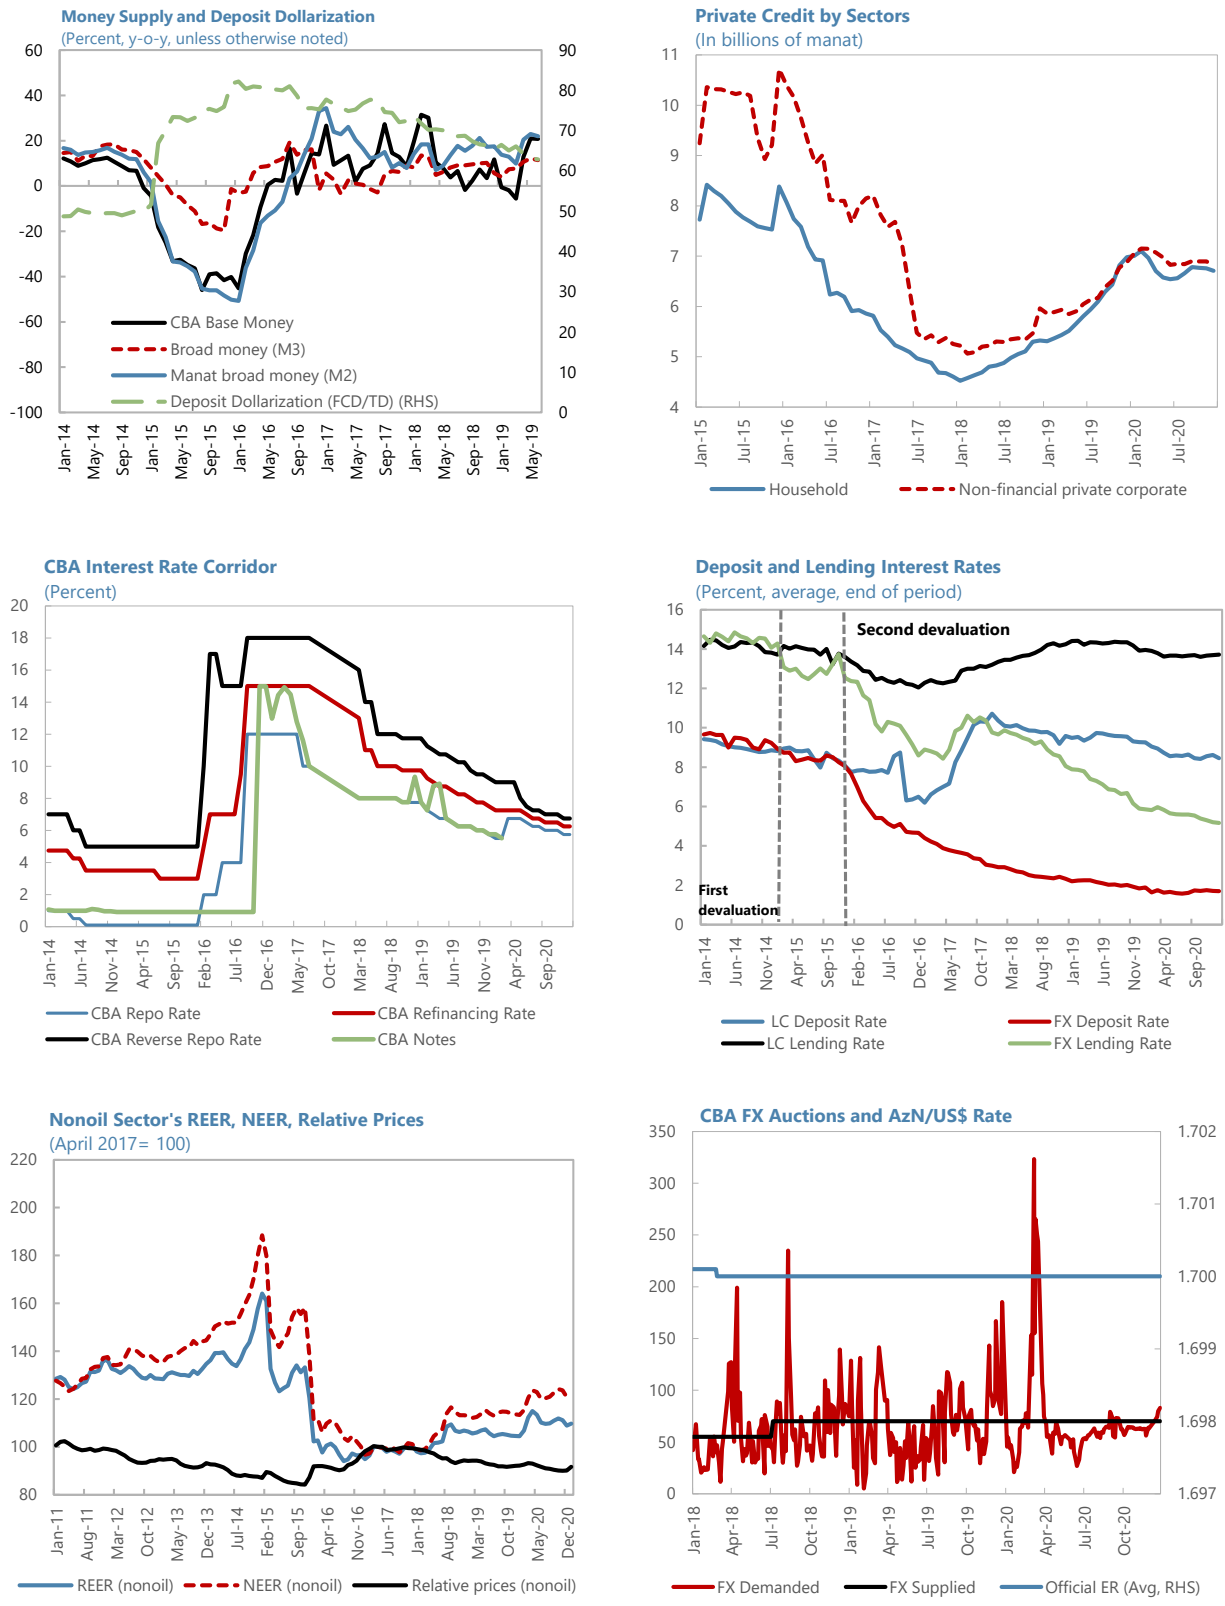 Money Supply and Deposit Dollarization
(Percent, y-o-y, unless otherwise noted)
60
40
20
0
-20
-40
-60
-80
-100
90
80
70
60
50
40
30
20
10
0
CBA Base Money
Broad money (M3)
Manat broad money (M2)
Deposit Dollarization (FCD/TD) (RHS)
Jan-14
May-14
Sep-14
Jan-15
May-15
Sep-15
Jan-16
May-16
Sep-16
Jan-17
May-17
Sep-17
Jan-18
May-18
Sep-18
Jan-19
May-19
Private Credit by Sectors
(In billions of manat)
11
10
9
8
7
6
5
4
Jan-15
Jul-15
Jan-16
Jul-16
Jan-17
Jul-17
Jan-18
Jul-18
Jan-19
Jul-19
Jan-20
Jul-20
Household
Non-financial private corporate
CBA Interest Rate Corridor
(Percent)
20
18
16
14
12
10
8
6
4
2
0
Jan-14
Jun-14
Nov-14
Apr-15
Sep-15
Feb-16
Jul-16
Dec-16
May-17
Oct-17
Mar-18
Aug-18
Jan-19
Jun-19
Nov-19
Apr-20
Sep-20
CBA Repo Rate
CBA Refinancing Rate
CBA Reverse Repo Rate
CBA Notes
Deposit and Lending Interest Rates
(Percent, average, end of period)
16
14
12
10
8
6
4
2
0
Second devaluation
First
devaluation
Jan-14
Jun-14
Nov-14
Apr-15
Sep-15
Feb-16
Jul-16
Dec-16
May-17
Oct-17
Mar-18
Aug-18
Jan-19
Jun-19
Nov-19
Apr-20
Sep-20
LC Deposit Rate
FX Deposit Rate
LC Lending Rate
FX Lending Rate
Nonoil Sector's REER, NEER, Relative Prices
(April 2017= 100)
220
200
180
160
140
120
100
80
Jan-11
Aug-11
Mar-12
Oct-12
May-13
Dec-13
Jul-14
Feb-15
Sep-15
Apr-16
Nov-16
Jun-17
Jan-18
Aug-18
Mar-19
Oct-19
May-20
Dec-20
REER (nonoil)
NEER (nonoil)
Relative prices (nonoil)
CBA FX Auctions and AzN/US$ Rate
350
300
250
200
150
100
50
0
1.702
1.701
1.700
1.699
1.698
1.697
Jan-18
Apr-18
Jul-18
Oct-18
Jan-19
Apr-19
Jul-19
Oct-19
Jan-20
Apr-20
Jul-20
Oct-20
FX Demanded
FX Supplied
Official ER (Avg, RHS)